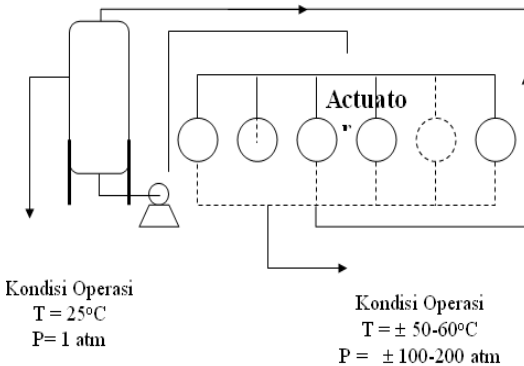 Actuato
r
Kondisi Operasi
T = 25°C
P= 1 atm
Kondisi Operasi
T = ± 50-60°C
P = ± 100-200 atm